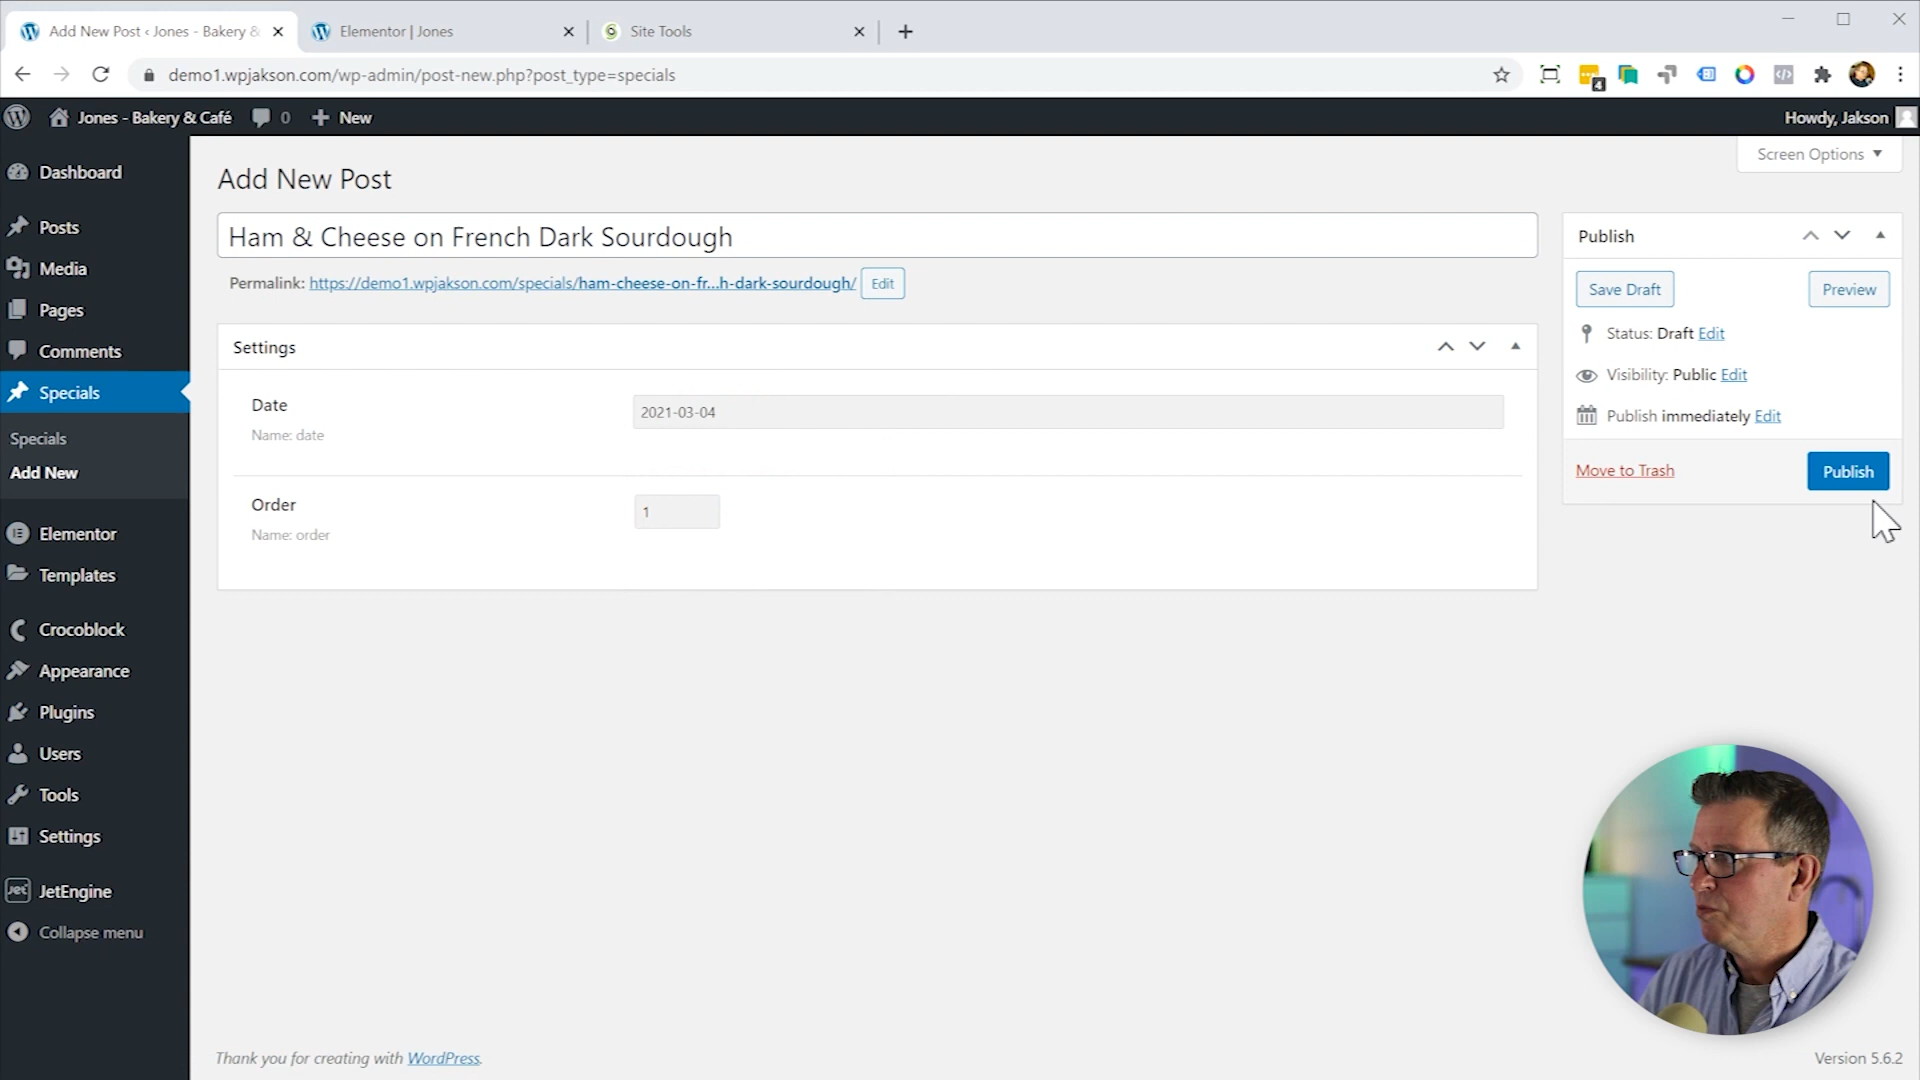 Add New Post ‹ Jones - Bakery &
Elementor | Jones
Site Tools
demo1.wpjakson.com/wp-admin/post-new.php?post_type=specials
4
Jones - Bakery & Café
0
New
Howdy, Jakson
Screen Options
Dashboard
Posts
Media
Pages
Comments
Specials
Specials
Add New
Elementor
Templates
Crocoblock
Appearance
Plugins
Users
Tools
Settings
Jet
JetEngine
Collapse menu
Add New Post
Ham & Cheese on French Dark Sourdough
Permalink: https://demo1.wpjakson.com/specials/ham-cheese-on-fr...h-dark-sourdough/ Edit
Settings
Date
Name: date
2021-03-04
Order
Name: order
1
Publish
Save Draft
Preview
Status: Draft Edit
Visibility: Public Edit
Publish immediately Edit
Move to Trash
Publish
Thank you for creating with WordPress.
Version 5.6.2